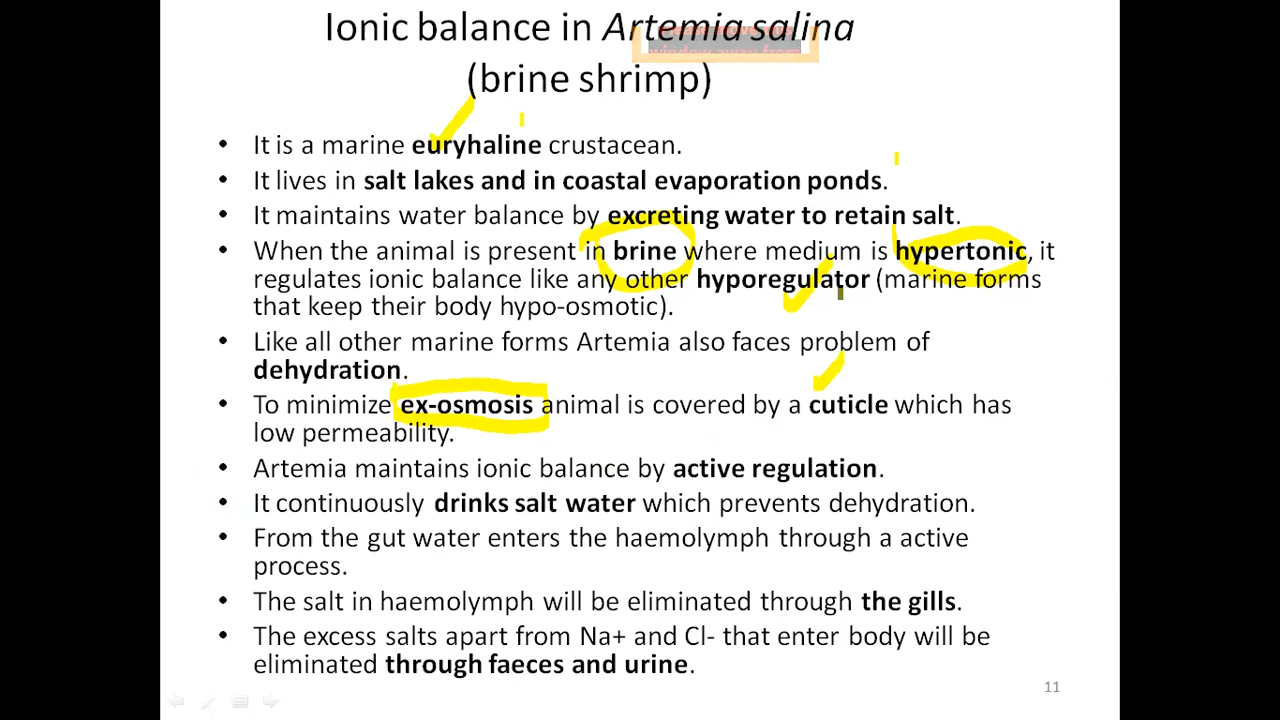 Ionic balance in Artemia salina
window away from
(brine shrimp)
• It is a marine euryhaline crustacean.
• It lives in salt lakes and in coastal evaporation ponds.
• It maintains water balance by excreting water to retain salt.
• When the animal is present in brine where medium is hypertonic, it
regulates ionic balance like any other hyporegulator (marine forms
that keep their body hypo-osmotic).
• Like all other marine forms Artemia also faces problem of
dehydration.
• To minimize ex-osmosis animal is covered by a cuticle which has
low permeability.
• Artemia maintains ionic balance by active regulation.
• It continuously drinks salt water which prevents dehydration.
• From the gut water enters the haemolymph through a active
process.
• The salt in haemolymph will be eliminated through the gills.
• The excess salts apart from Na+ and Cl- that enter body will be
eliminated through faeces and urine.
11